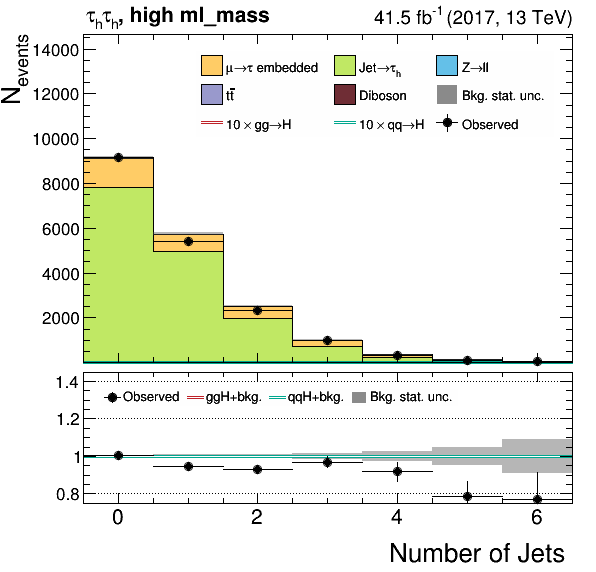 τₕτₕ, high ml_mass 41.5 fb⁻¹ (2017, 13 TeV)
N_events
14000
12000
10000
8000
6000
4000
2000
μ→τ embedded Jet→τₕ Z→ll
tt̅ Diboson Bkg. stat. unc.
10 × gg→H 10 × qq→H Observed
1.4
1.2
1
0.8
Observed ggH+bkg. qqH+bkg. Bkg. stat. unc.
0 2 4 6
Number of Jets